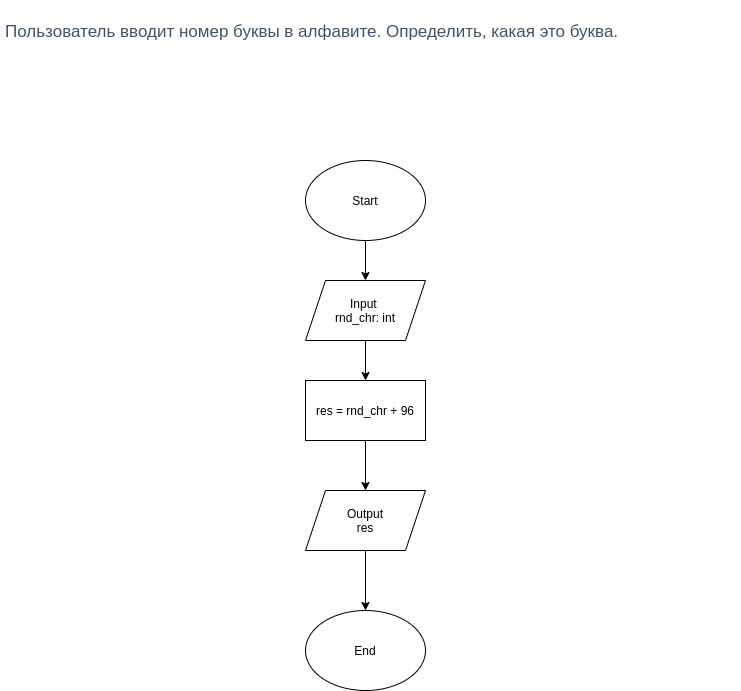 Пользователь вводит номер буквы в алфавите. Определить, какая это буква.
Start
Input
rnd_chr: int
res = rnd_chr + 96
Output
res
End